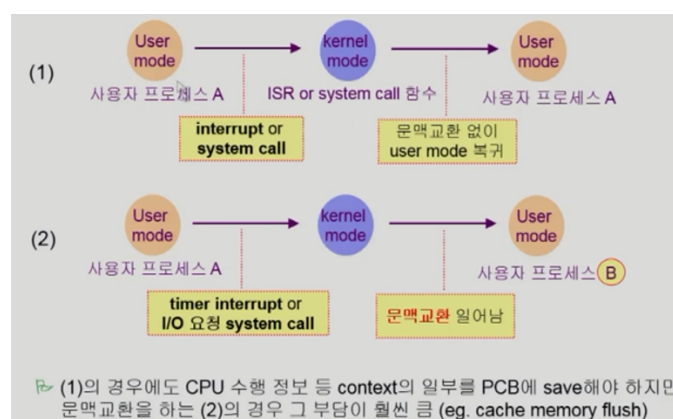 (1)
User mode
kernel mode
User mode
사용자 프로세스 A
ISR or system call 함수
사용자 프로세스 A
interrupt or
system call
문맥교환 없이
user mode 복귀
(2)
User mode
kernel mode
User mode
사용자 프로세스 A
사용자 프로세스 B
timer interrupt or
I/O 요청 system call
문맥교환 일어남
(1)의 경우에도 CPU 수행 정보 등 context의 일부를 PCB에 save해야 하지만
문맥교환을 하는 (2)의 경우 그 부담이 훨씬 큼 (eg. cache memory flush)